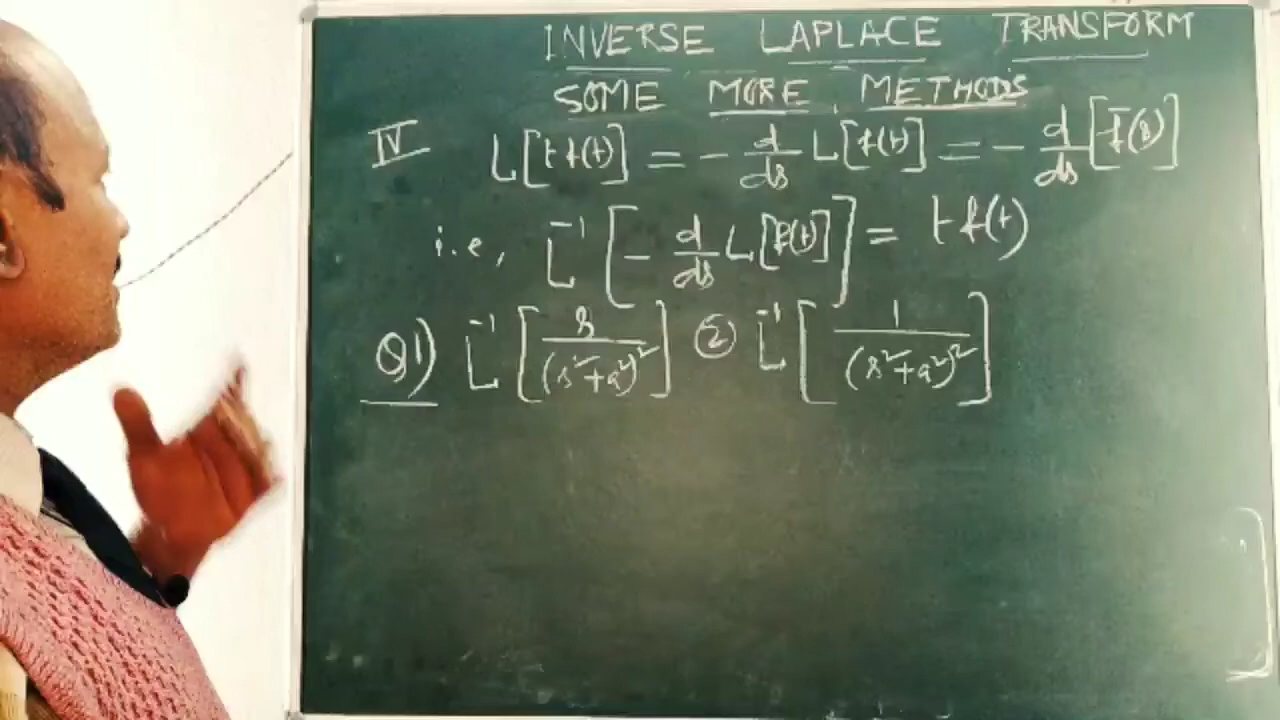 INVERSE LAPLACE TRANSFORM
SOME MORE METHODS
IV L[t f(t)] = - d/ds L[f(t)] = - d/ds [f̄(s)]
i.e, L⁻¹ [- d/ds L[f(t)]] = t f(t)
Q1) L⁻¹ [s/(s²+a²)²] ② L⁻¹ [1/(s²+a²)²]